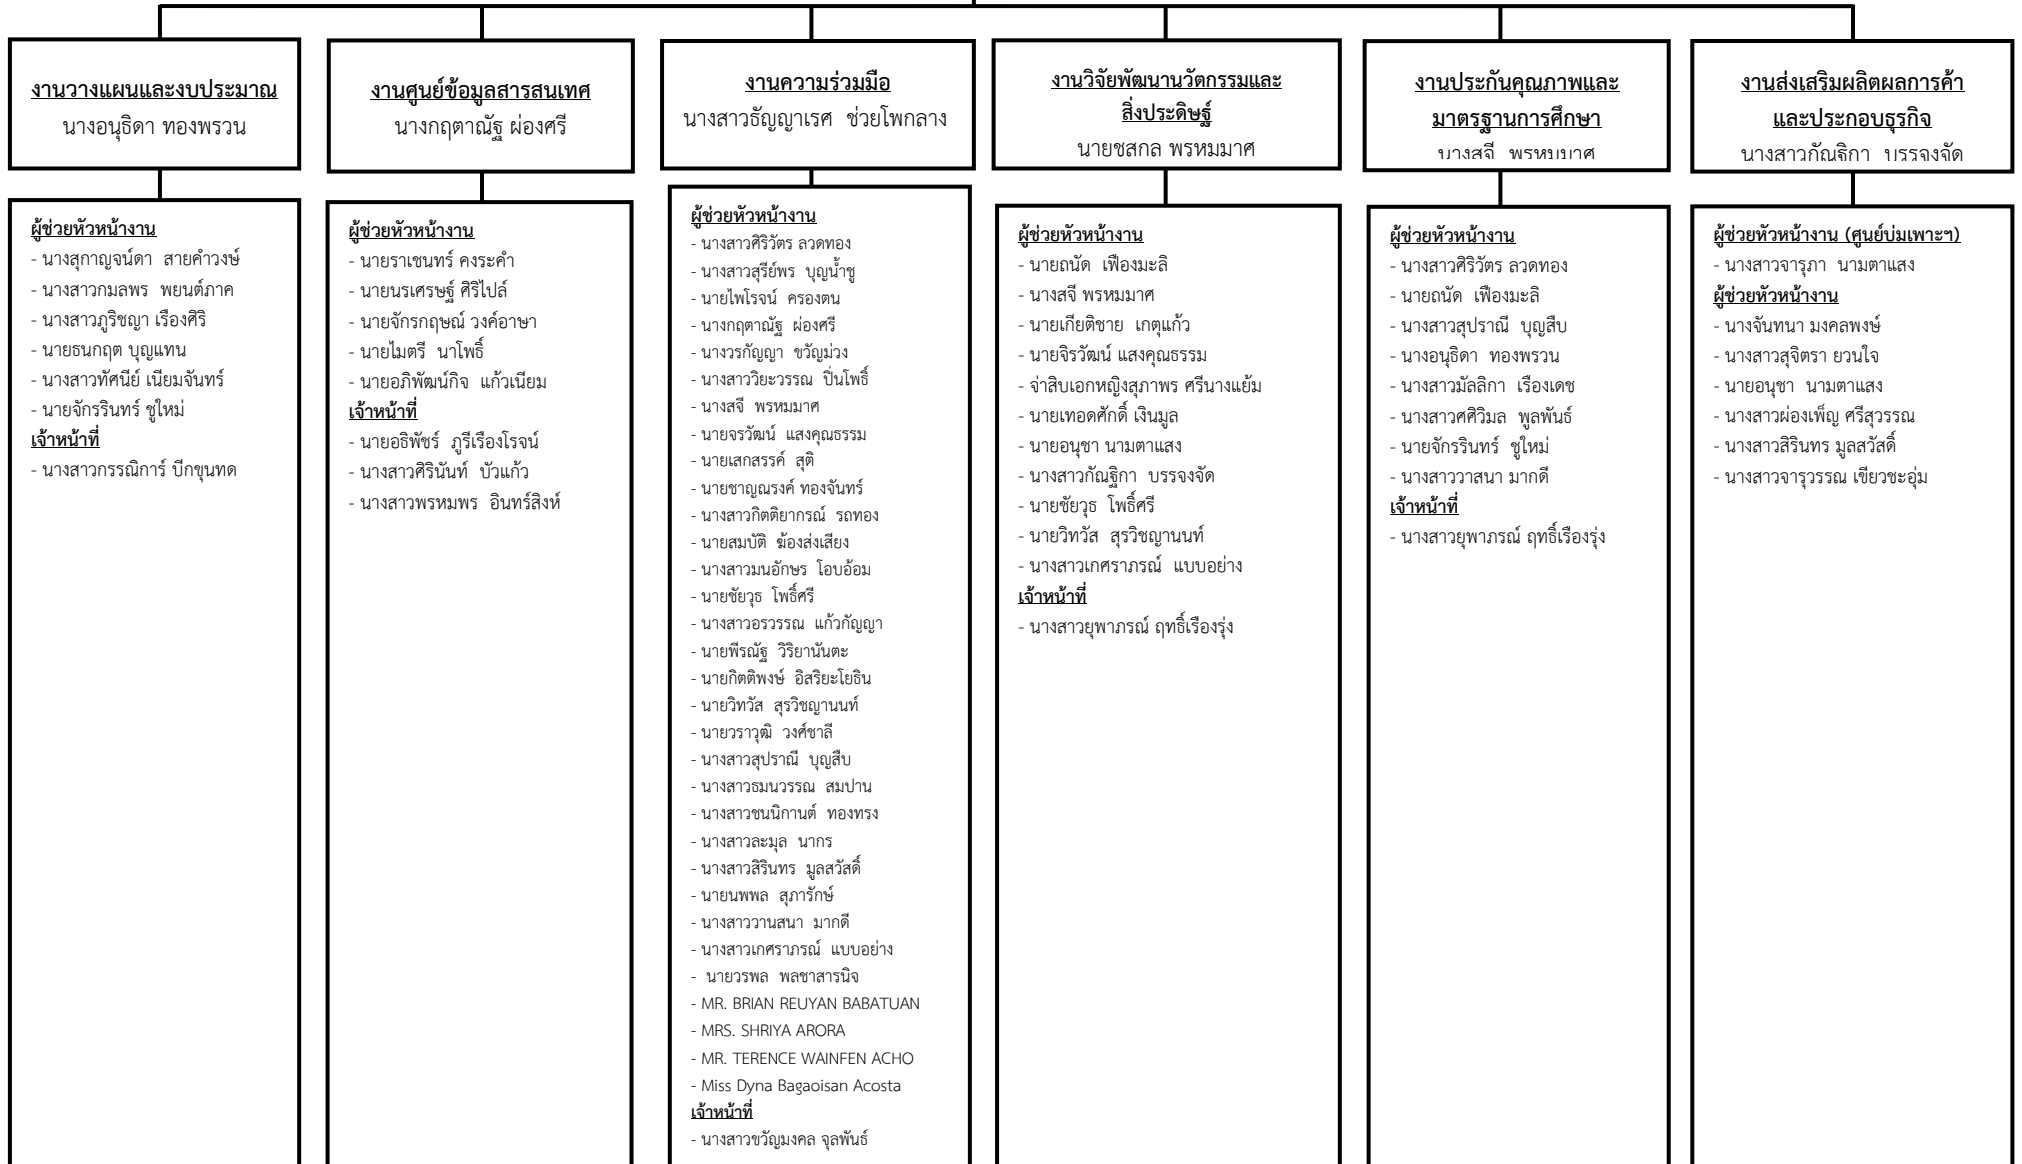 งานวางแผนและงบประมาณ
นางอนุธิดา ทองพรวน
ผู้ช่วยหัวหน้างาน
- นางสุกาญจน์ดา สายคำวงษ์
- นางสาวกมลพร พยนต์ภาค
- นางสาวภูริชญา เรืองศิริ
- นายธนกฤต บุญแทน
- นางสาวทัศนีย์ เนียมจันทร์
- นายจักรรินทร์ ชูใหม่
เจ้าหน้าที่
- นางสาวกรรณิการ์ บีกขุนทด
งานศูนย์ข้อมูลสารสนเทศ
นางกฤตาณัฐ ผ่องศรี
ผู้ช่วยหัวหน้างาน
- นายราเชนทร์ คงระคำ
- นายนรเศรษฐ์ ศิริไปล์
- นายจักรกฤษณ์ วงค์อาษา
- นายไมตรี นาโพธิ์
- นายอภิพัฒน์กิจ แก้วเนียม
เจ้าหน้าที่
- นายอธิพัชร์ ภูรีเรืองโรจน์
- นางสาวศิรินันท์ บัวแก้ว
- นางสาวพรหมพร อินทร์สิงห์
งานความร่วมมือ
นางสาวธัญญาเรศ ช่วยโพกลาง
ผู้ช่วยหัวหน้างาน
- นางสาวศิริวัตร ลวดทอง
- นางสาวสุรีย์พร บุญน้ำชู
- นายไพโรจน์ ครองตน
- นางกฤตาณัฐ ผ่องศรี
- นางวรกัญญา ขวัญม่วง
- นางสาววิยะวรรณ ปิ่นโพธิ์
- นางสจี พรหมมาศ
- นายจรวัฒน์ แสงคุณธรรม
- นายเสกสรรค์ สุติ
- นายชาญณรงค์ ทองจันทร์
- นางสาวกิตติยากรณ์ รถทอง
- นายสมบัติ ฆ้องส่งเสียง
- นางสาวมนอักษร โอบอ้อม
- นายชัยวุธ โพธิ์ศรี
- นางสาวอรวรรณ แก้วกัญญา
- นายพีรณัฐ วิริยานันตะ
- นายกิตติพงษ์ อิสริยะโยธิน
- นายวิทวัส สุรวิชญานนท์
- นายวราวุฒิ วงศ์ชาลี
- นางสาวสุปราณี บุญสืบ
- นางสาวธมนวรรณ สมปาน
- นางสาวชนนิกานต์ ทองทรง
- นางสาวละมุล นากร
- นางสาวสิรินทร มูลสวัสดิ์
- นายนพพล สุภารักษ์
- นางสาววานสนา มากดี
- นางสาวเกศราภรณ์ แบบอย่าง
- นายวรพล พลชาสารนิจ
- MR. BRIAN REUYAN BABATUAN
- MRS. SHRIYA ARORA
- MR. TERENCE WAINFEN ACHO
- Miss Dyna Bagaoisan Acosta
เจ้าหน้าที่
- นางสาวขวัญมงคล จุลพันธ์
งานวิจัยพัฒนานวัตกรรมและ
สิ่งประดิษฐ์
นายชสกล พรหมมาศ
ผู้ช่วยหัวหน้างาน
- นายถนัด เฟืองมะลิ
- นางสจี พรหมมาศ
- นายเกียติชาย เกตุแก้ว
- นายจิรวัฒน์ แสงคุณธรรม
- จ่าสิบเอกหญิงสุภาพร ศรีนางแย้ม
- นายเทอดศักดิ์ เงินมูล
- นายอนุชา นามตาแสง
- นางสาวกัณฐิกา บรรจงจัด
- นายชัยวุธ โพธิ์ศรี
- นายวิทวัส สุรวิชญานนท์
- นางสาวเกศราภรณ์ แบบอย่าง
เจ้าหน้าที่
- นางสาวยุพาภรณ์ ฤทธิ์เรืองรุ่ง
งานประกันคุณภาพและ
มาตรฐานการศึกษา
นางสจี พรหมมาศ
ผู้ช่วยหัวหน้างาน
- นางสาวศิริวัตร ลวดทอง
- นายถนัด เฟืองมะลิ
- นางสาวสุปราณี บุญสืบ
- นางอนุธิดา ทองพรวน
- นางสาวมัลลิกา เรืองเดช
- นางสาวศศิวิมล พูลพันธ์
- นายจักรรินทร์ ชูใหม่
- นางสาววาสนา มากดี
เจ้าหน้าที่
- นางสาวยุพาภรณ์ ฤทธิ์เรืองรุ่ง
งานส่งเสริมผลิตผลการค้า
และประกอบธุรกิจ
นางสาวกัณฐิกา บรรจงจัด
ผู้ช่วยหัวหน้างาน (ศูนย์บ่มเพาะฯ)
- นางสาวจารุภา นามตาแสง
ผู้ช่วยหัวหน้างาน
- นางจันทนา มงคลพงษ์
- นางสาวสุจิตรา ยวนใจ
- นายอนุชา นามตาแสง
- นางสาวผ่องเพ็ญ ศรีสุวรรณ
- นางสาวสิรินทร มูลสวัสดิ์
- นางสาวจารุวรรณ เขียวชะอุ่ม